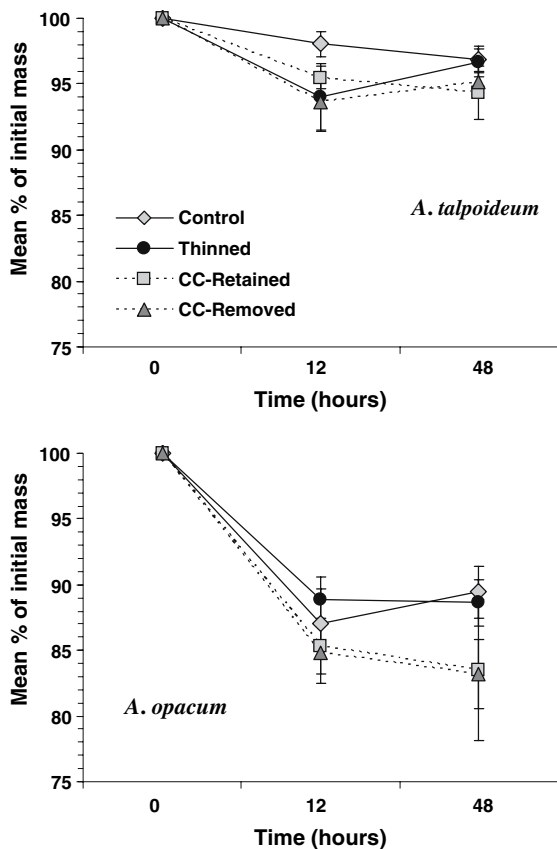 Mean % of initial mass
100
95
90
85
80
75
Control
Thinned
CC-Retained
CC-Removed
A. talpoideum
0
12
48
Time (hours)
Mean % of initial mass
100
95
90
85
80
75
A. opacum
0
12
48
Time (hours)